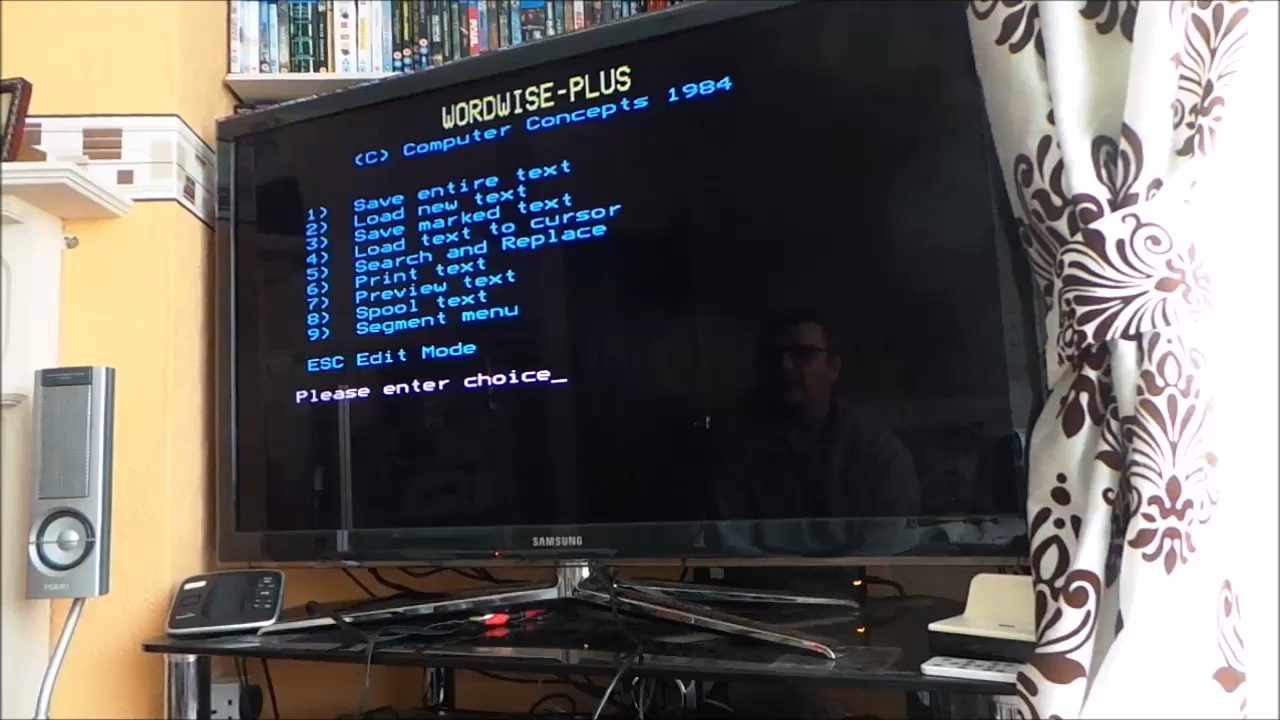 WORDWISE-PLUS
(C) Computer Concepts 1984
1) Save entire text
2) Load new text
3) Save marked text
4) Load text to cursor
5) Search and Replace
6) Print text
7) Preview text
8) Spool text
9) Segment menu
ESC Edit Mode
Please enter choice_
SAMSUNG